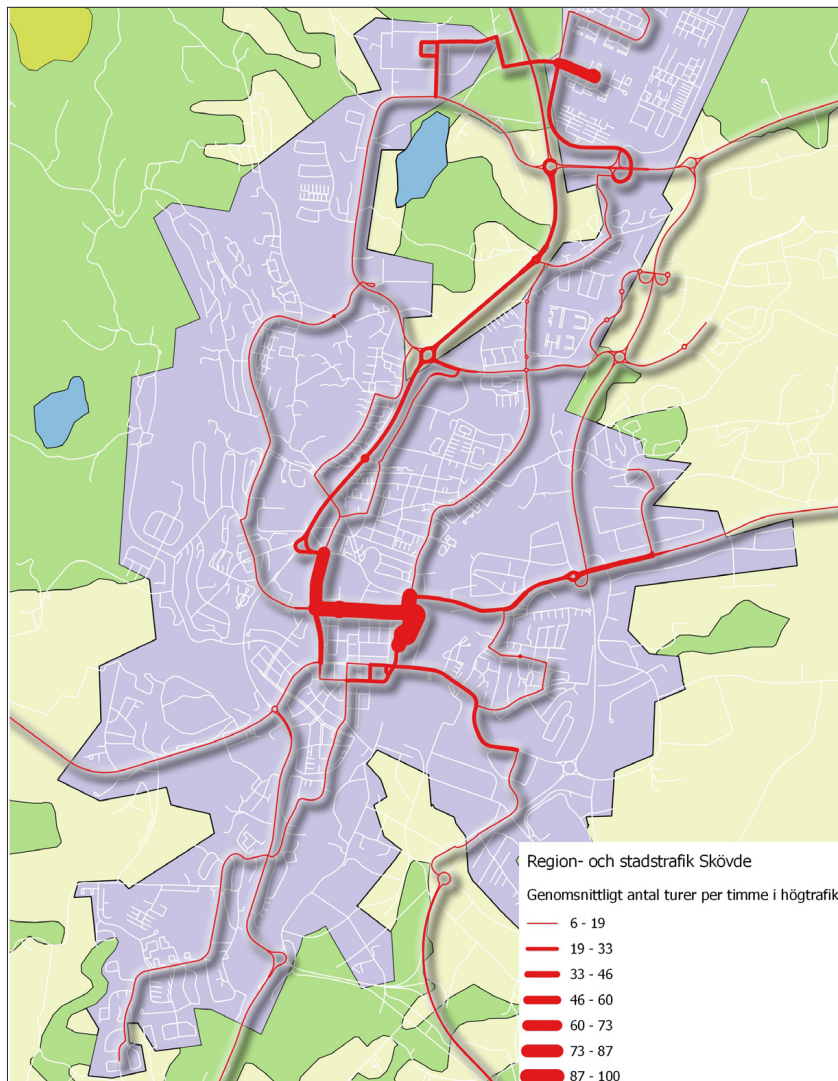 Region- och stadstrafik Skövde
Genomsnittligt antal turer per timme i högtrafik
6 - 19
19 - 33
33 - 46
46 - 60
60 - 73
73 - 87
87 - 100